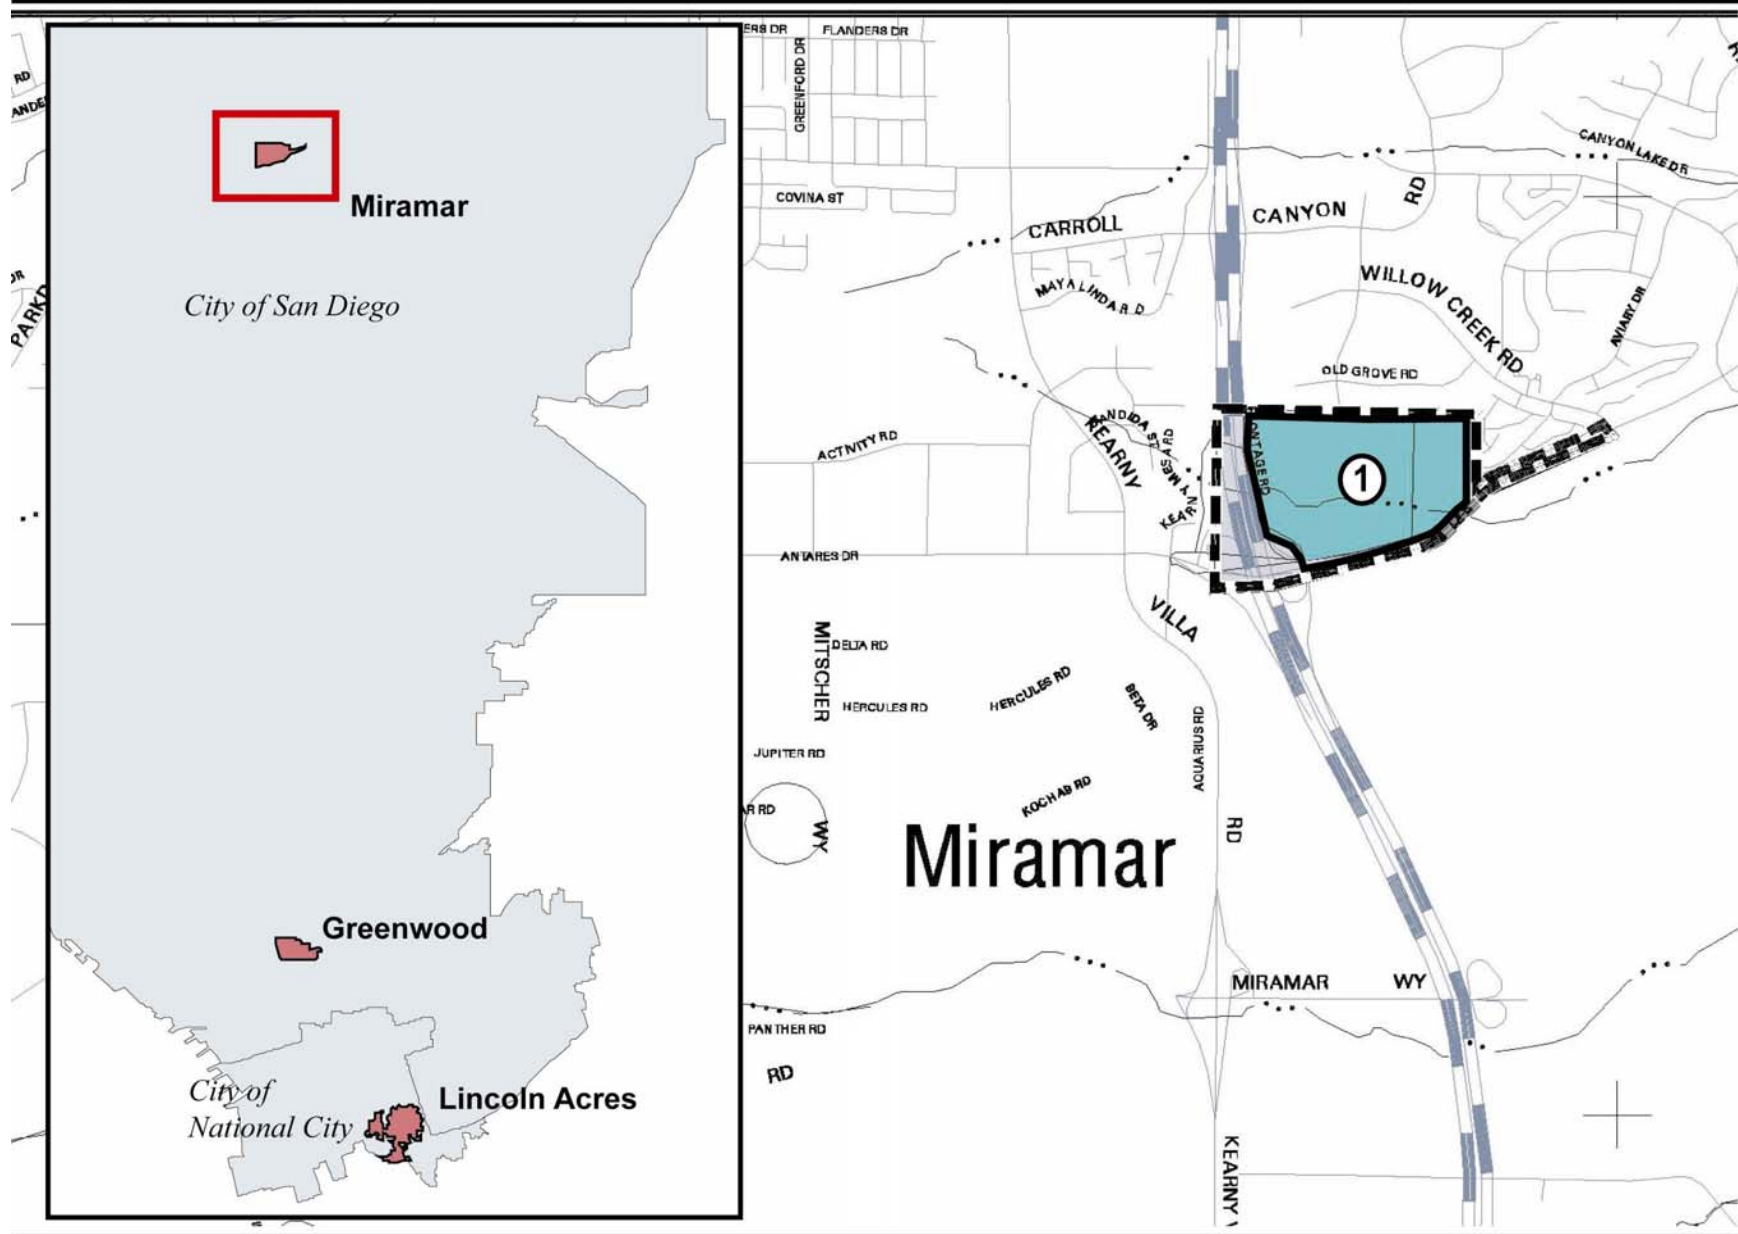 RD
PARKD
Miramar
City of San Diego
Greenwood
City of
National City
Lincoln Acres
FLANDERS DR
GREENFORD DR
COVINA ST
CARROLL
CANYON
RD
CANYON LAKE DR
MAYA LINDA RD
WILLOW CREEK RD
AVIARY DR
OLD GROVE RD
ACTIVITY RD
KEARNY
1
ANTARES DR
VILLA
MITSCHER
DELTA RD
HERCULES RD
HERCULES RD
BETA DR
AQUARIUS RD
JUPITER RD
KOCHAB RD
WY
RD
Miramar
MIRAMAR WY
PANTHER RD
RD
KEARNY